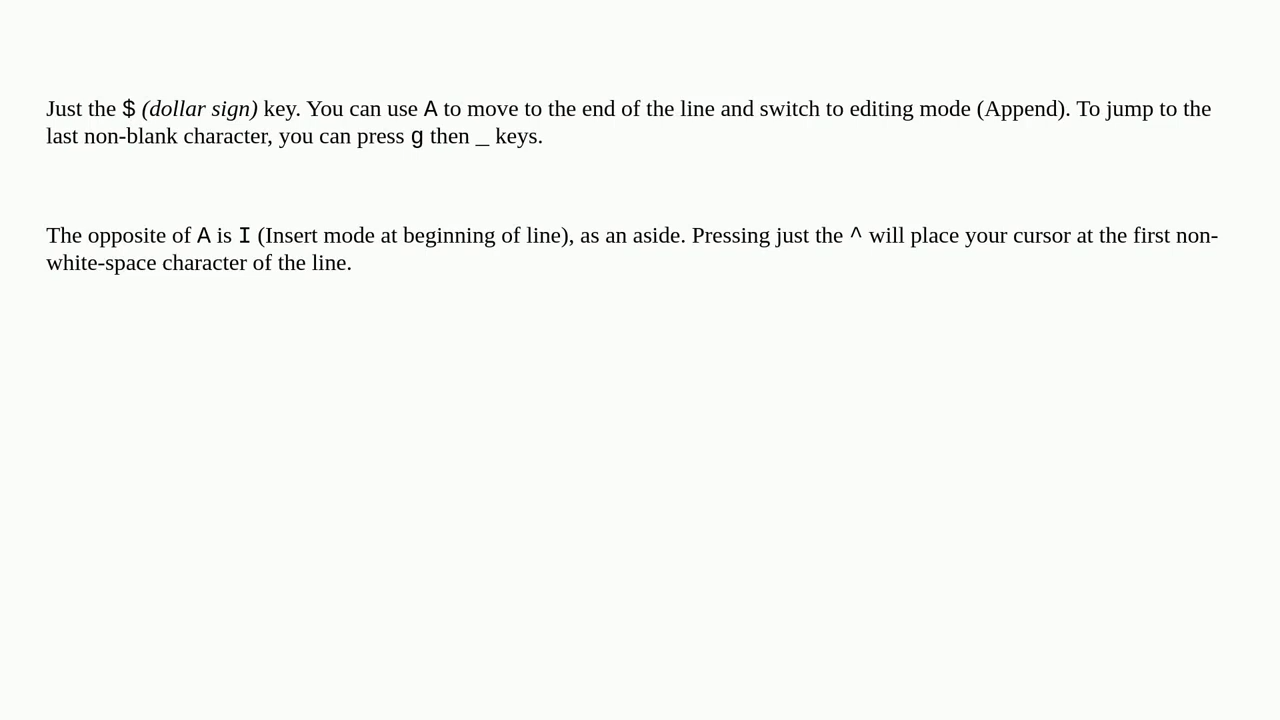 Just the $ (dollar sign) key. You can use A to move to the end of the line and switch to editing mode (Append). To jump to the
last non-blank character, you can press g then _ keys.
The opposite of A is I (Insert mode at beginning of line), as an aside. Pressing just the ^ will place your cursor at the first non-
white-space character of the line.